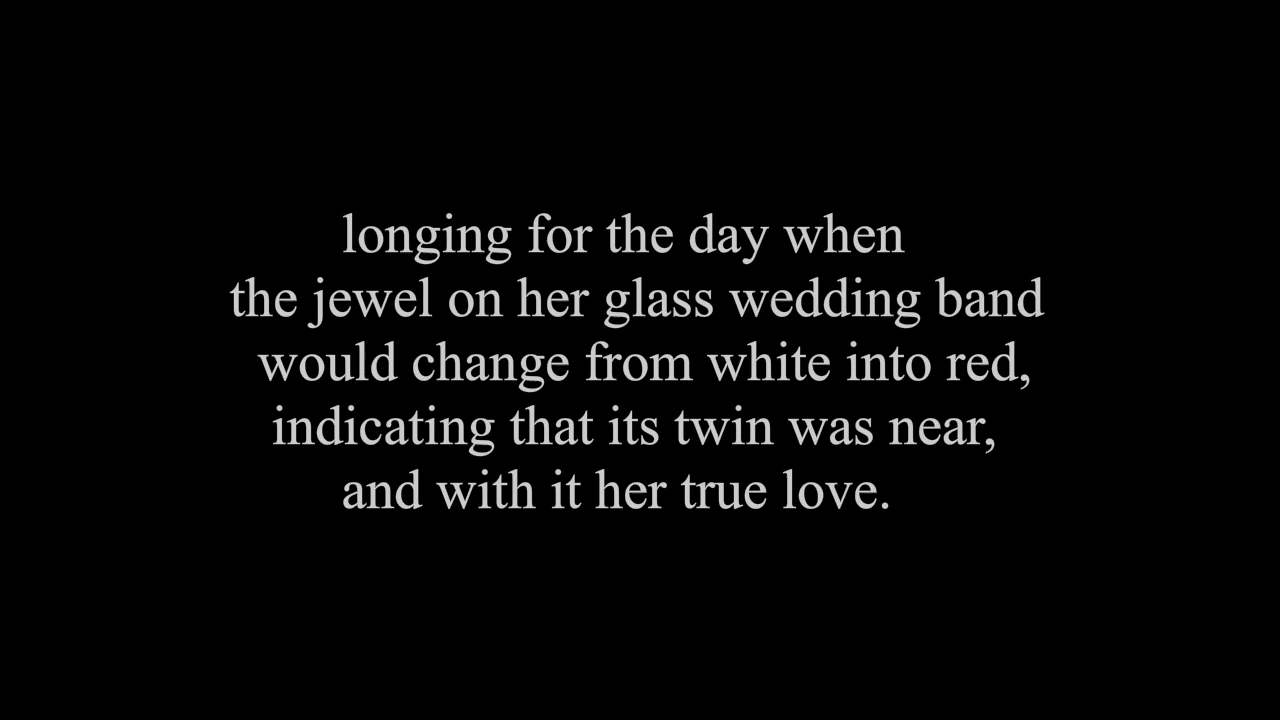 longing for the day when
the jewel on her glass wedding band
would change from white into red,
indicating that its twin was near,
and with it her true love.